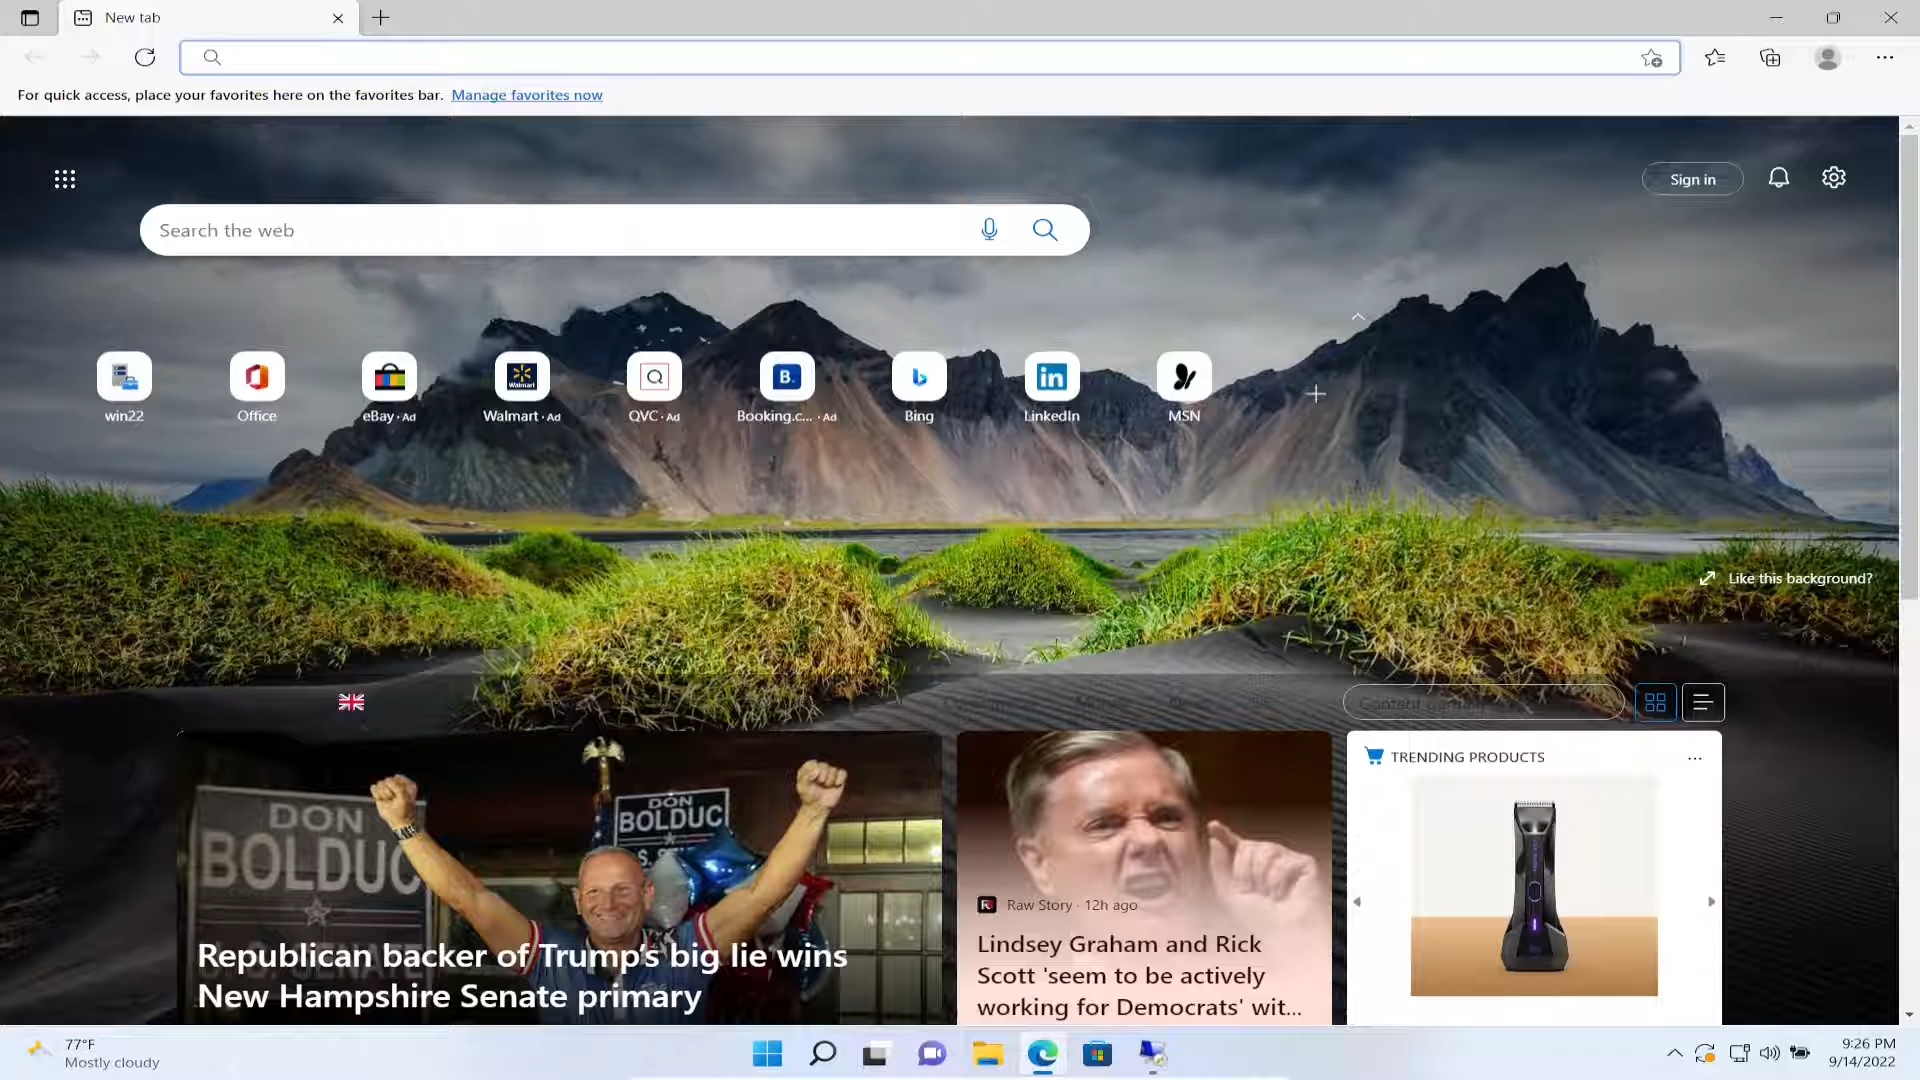 New tab
For quick access, place your favorites here on the favorites bar. Manage favorites now
Sign in
Search the web
win22
Office
eBay · Ad
Walmart
Walmart · Ad
QVC · Ad
B.
Booking.c... · Ad
Bing
in
LinkedIn
MSN
Like this background?
DON
BOLDUC
DON
BOLDUC
Republican backer of Trump's big lie wins
New Hampshire Senate primary
Raw Story · 12h ago
Lindsey Graham and Rick
Scott 'seem to be actively
working for Democrats' wit...
TRENDING PRODUCTS
77°F
Mostly cloudy
9:26 PM
9/14/2022